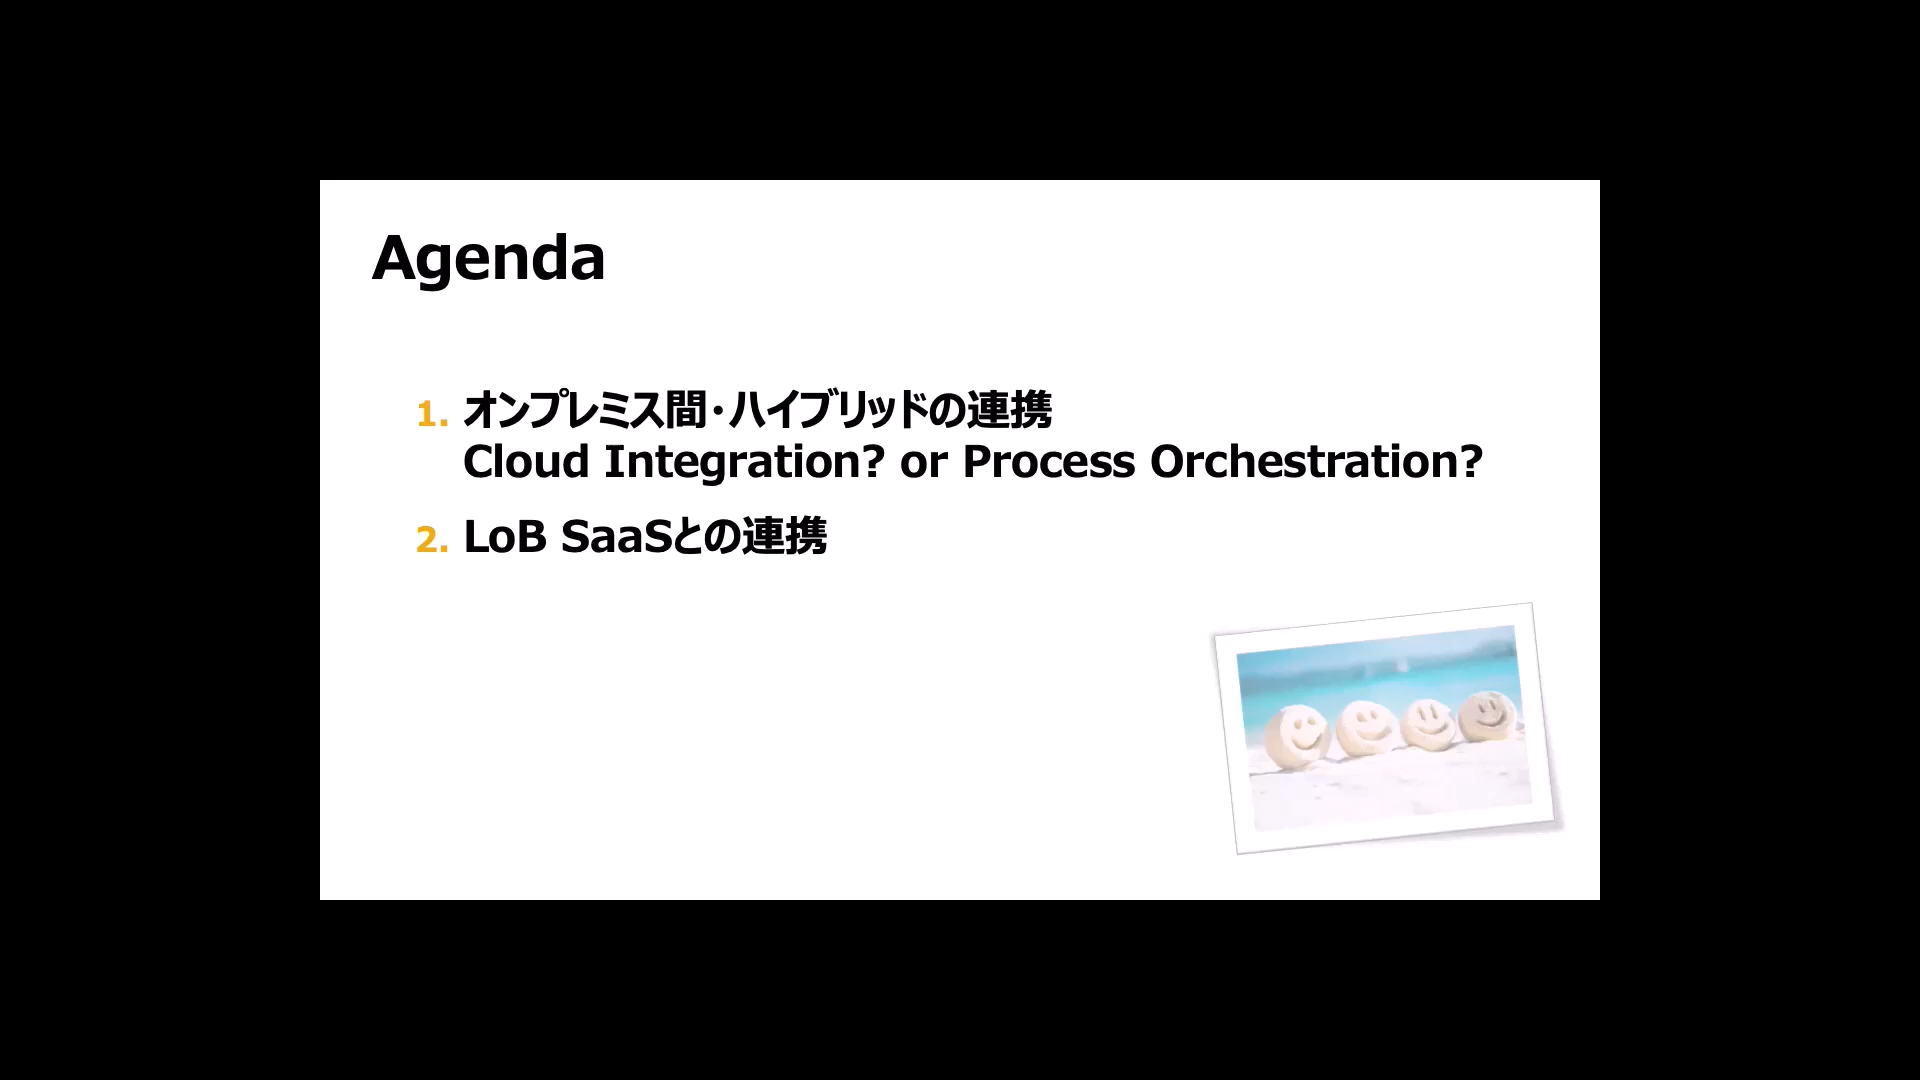 Agenda
1. オンプレミス間・ハイブリッドの連携
Cloud Integration? or Process Orchestration?
2. LoB SaaSとの連携